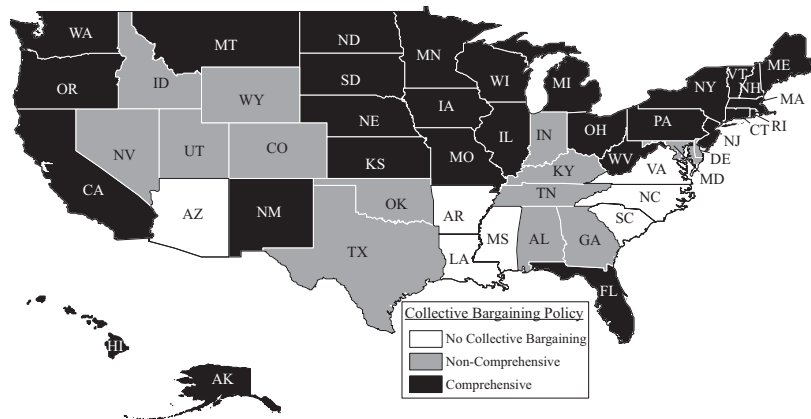 WA
MT
ND
MN
ME
VT
NH
OR
ID
SD
WI
MI
NY
MA
WY
IA
PA
RI
CT
NE
NJ
NV
UT
CO
IL
IN
OH
DE
KS
MO
WV
VA
MD
CA
KY
NC
AZ
NM
OK
AR
TN
SC
TX
LA
MS
AL
GA
FL
HI
AK
Collective Bargaining Policy
No Collective Bargaining
Non-Comprehensive
Comprehensive